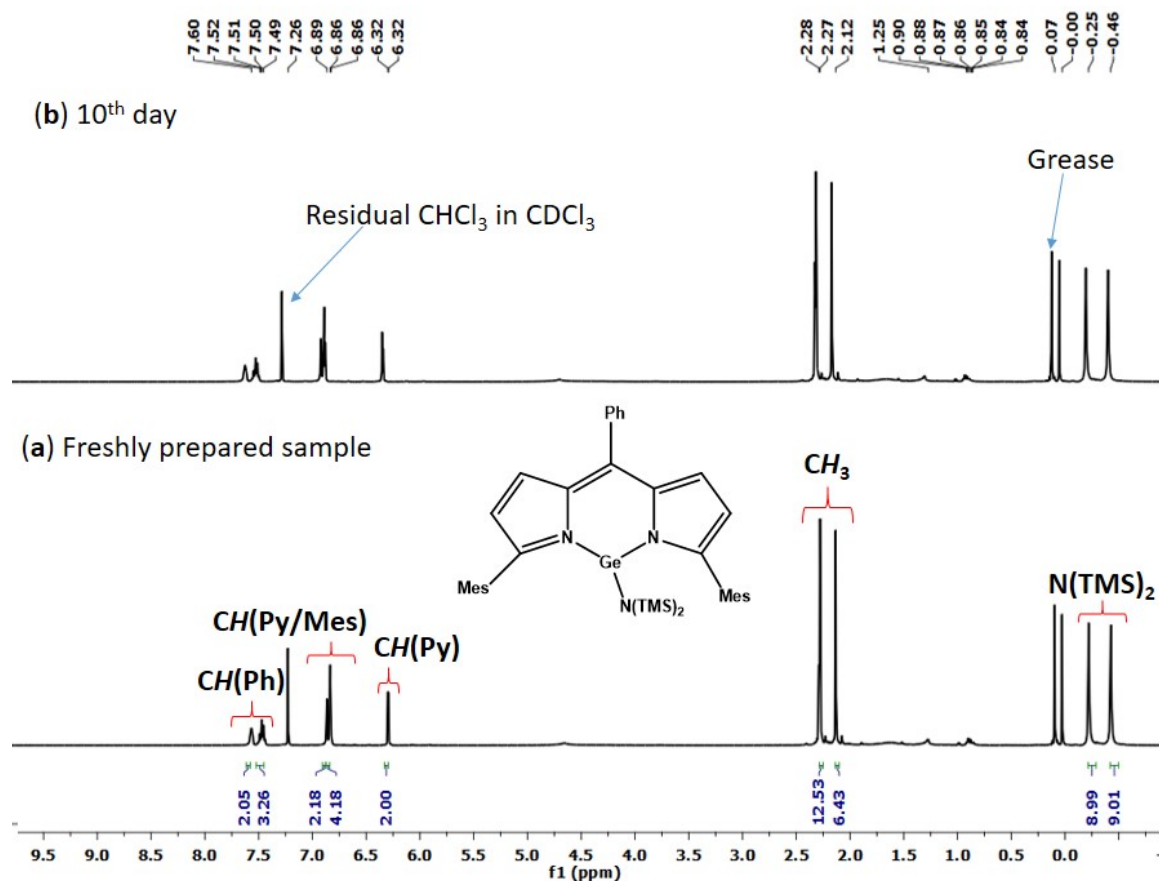 7.60
7.52
7.51
7.50
7.49
7.26
6.89
6.86
6.86
6.32
6.32
2.28
2.27
2.12
1.25
0.90
0.88
0.87
0.86
0.85
0.84
0.84
0.07
-0.00
-0.25
-0.46
(b) 10th day
Grease
Residual CHCl3 in CDCl3
(a) Freshly prepared sample
Ph
N
N
Ge
Mes
Mes
N(TMS)2
CH3
N(TMS)2
CH(Py/Mes)
CH(Py)
CH(Ph)
2.05
3.26
2.18
4.18
2.00
12.53
6.43
8.99
9.01
9.5 9.0 8.5 8.0 7.5 7.0 6.5 6.0 5.5 5.0 4.5 4.0 3.5 3.0 2.5 2.0 1.5 1.0 0.5 0.0
f1 (ppm)